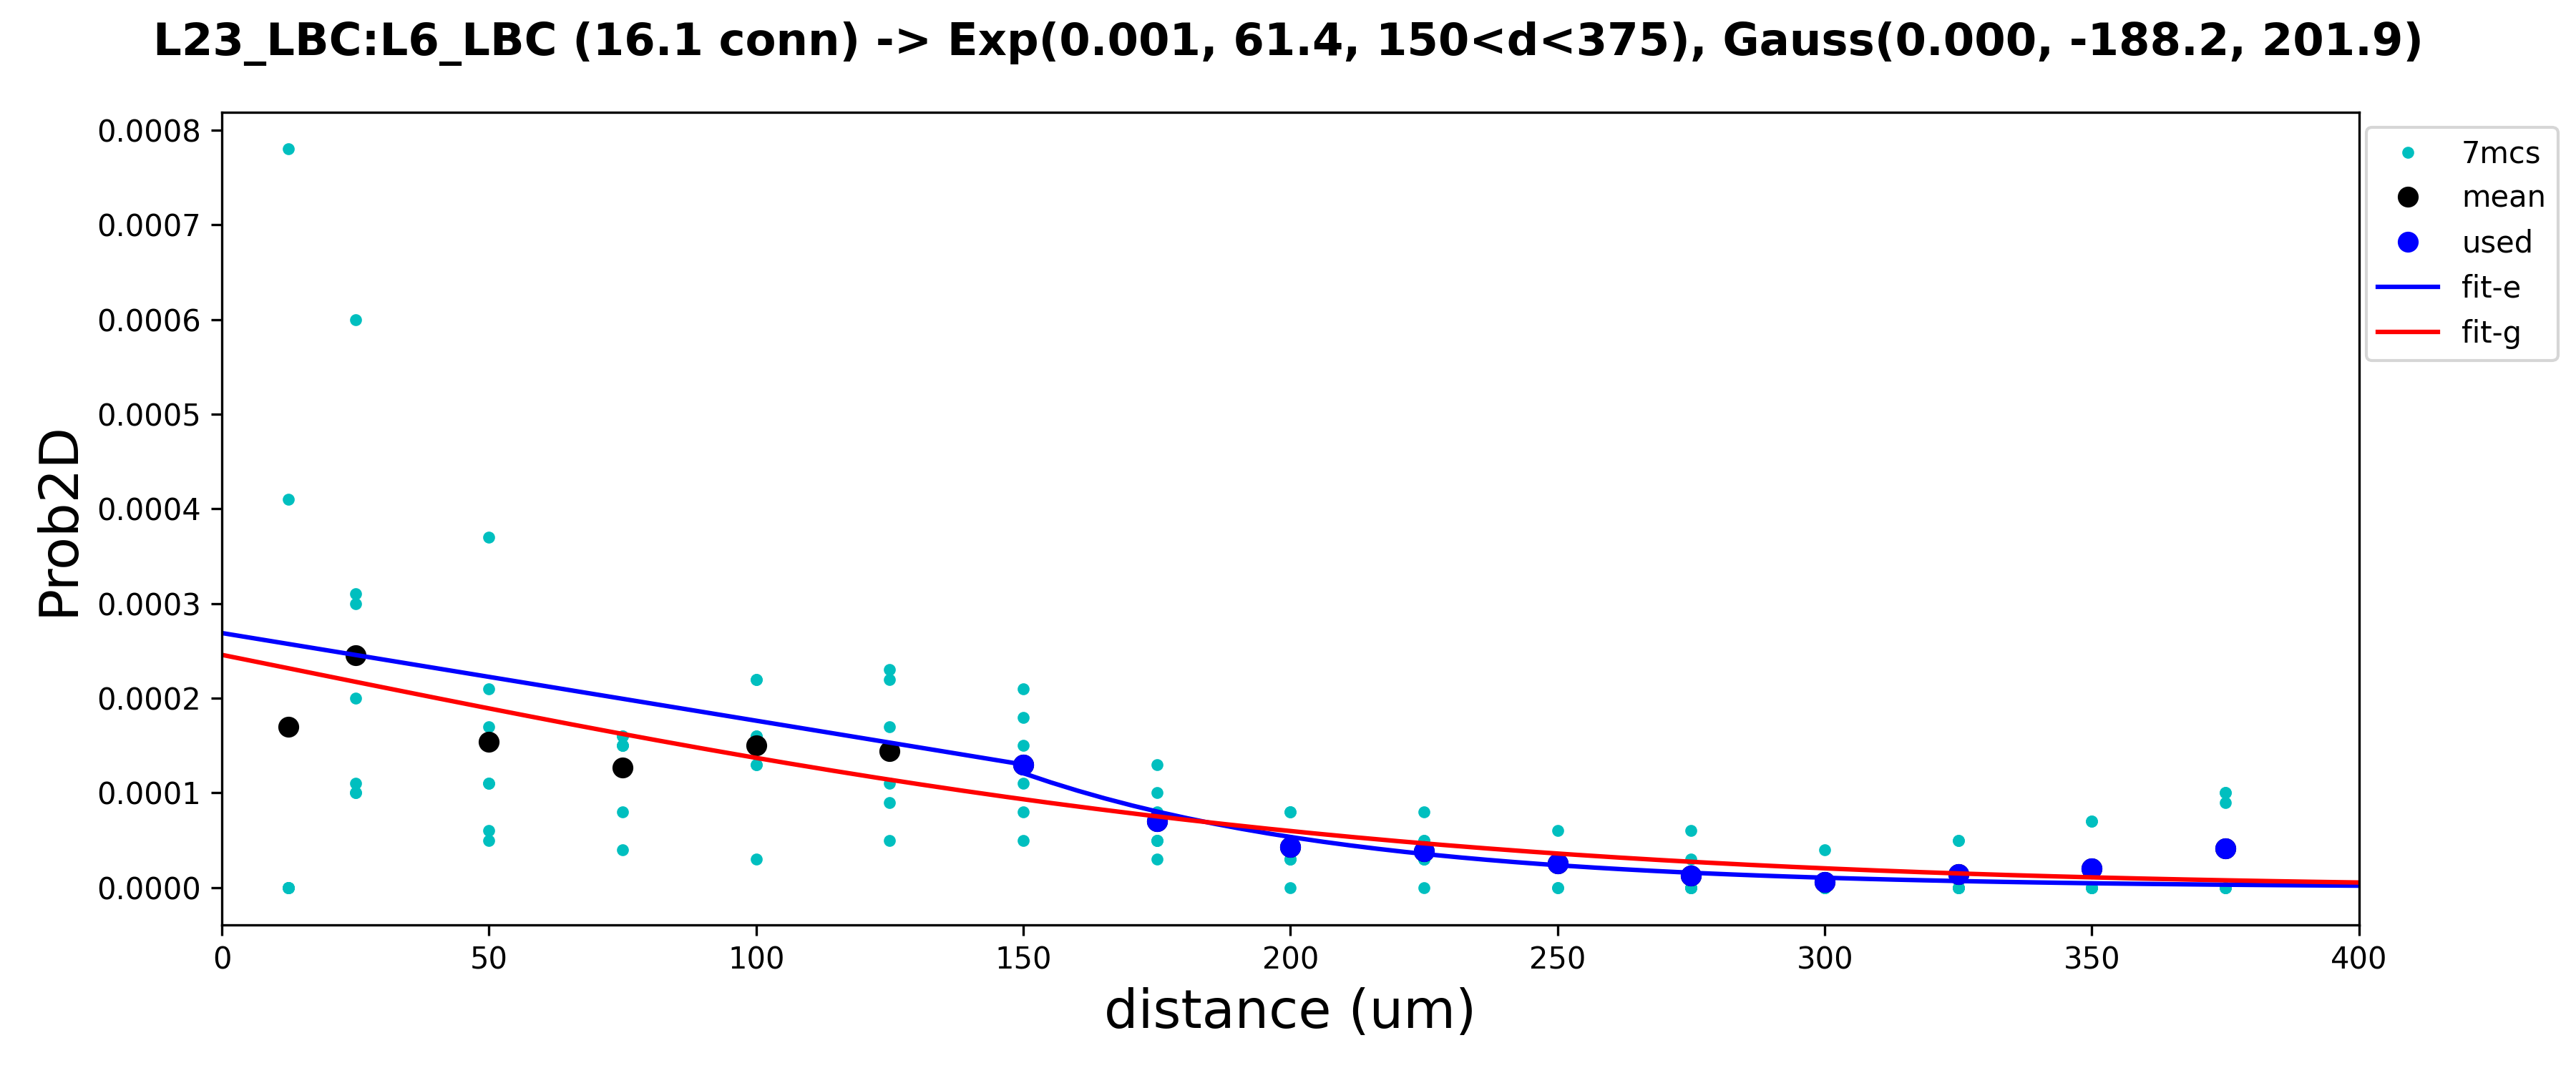 L23_LBC:L6_LBC (16.1 conn) -> Exp(0.001, 61.4, 150<d<375), Gauss(0.000, -188.2, 201.9)
0.0008
0.0007
0.0006
0.0005
0.0004
0.0003
0.0002
0.0001
0.0000
Prob2D
0 50 100 150 200 250 300 350 400
distance (um)
7mcs
mean
used
fit-e
fit-g